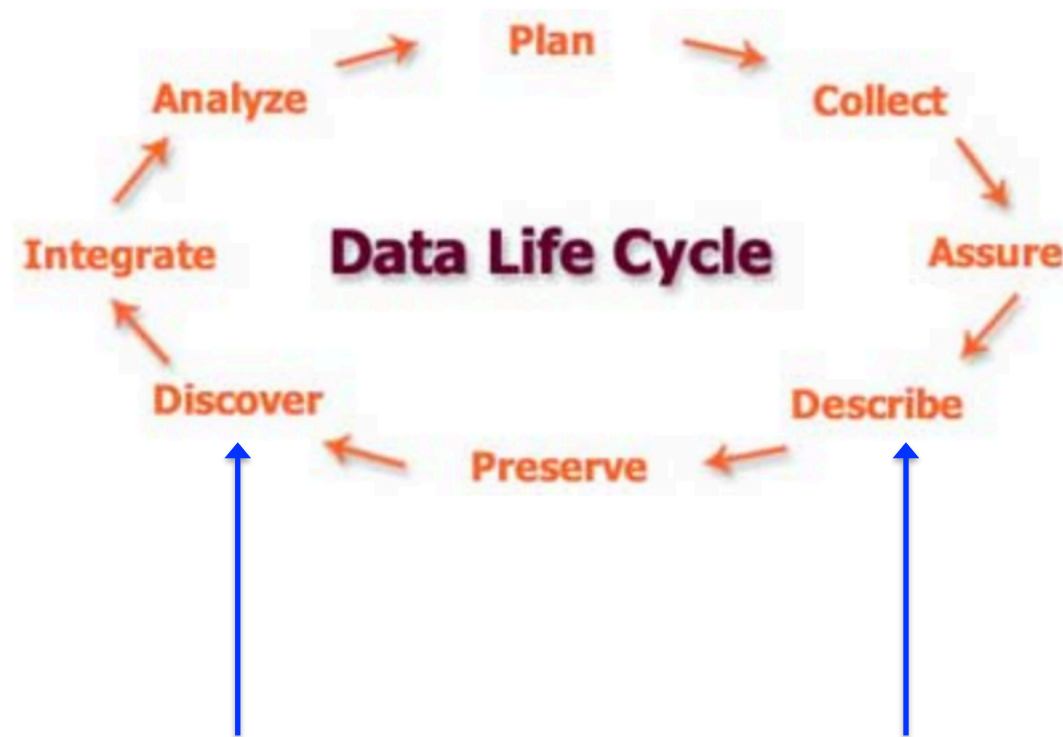 Plan
Analyze
Collect
Integrate
Data Life Cycle
Assure
Discover
Describe
Preserve